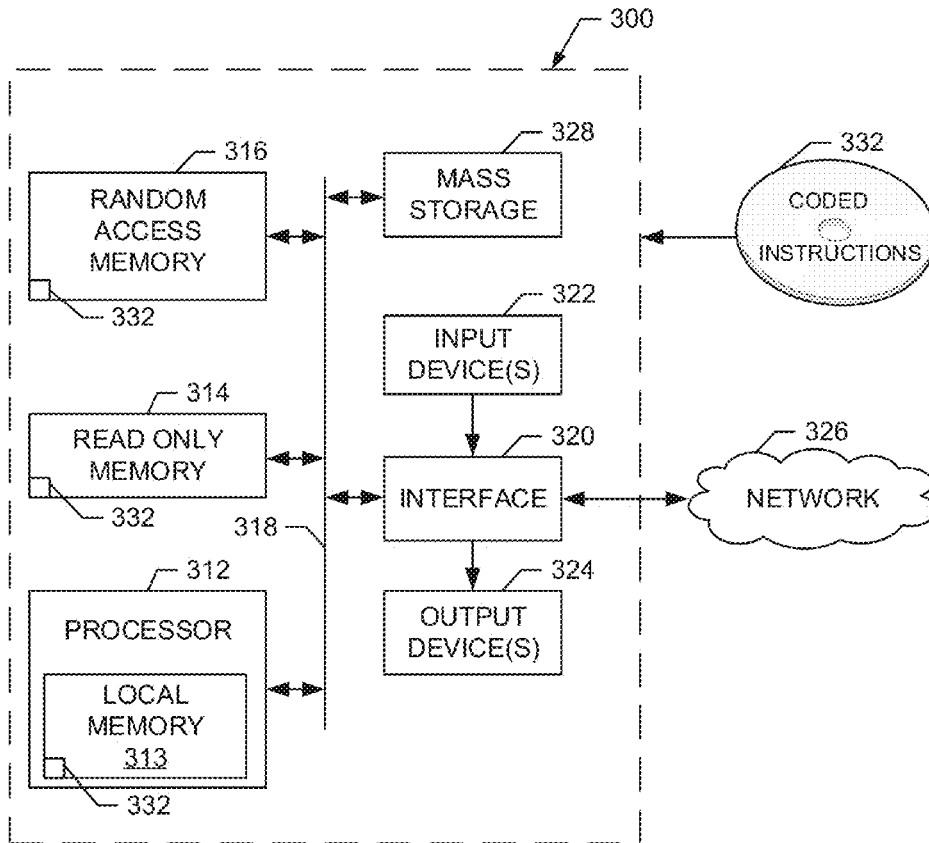 300
316
RANDOM
ACCESS
MEMORY
332
328
MASS
STORAGE
332
CODED
INSTRUCTIONS
322
INPUT
DEVICE(S)
314
READ ONLY
MEMORY
332
320
INTERFACE
326
NETWORK
318
312
PROCESSOR
LOCAL
MEMORY
313
332
324
OUTPUT
DEVICE(S)